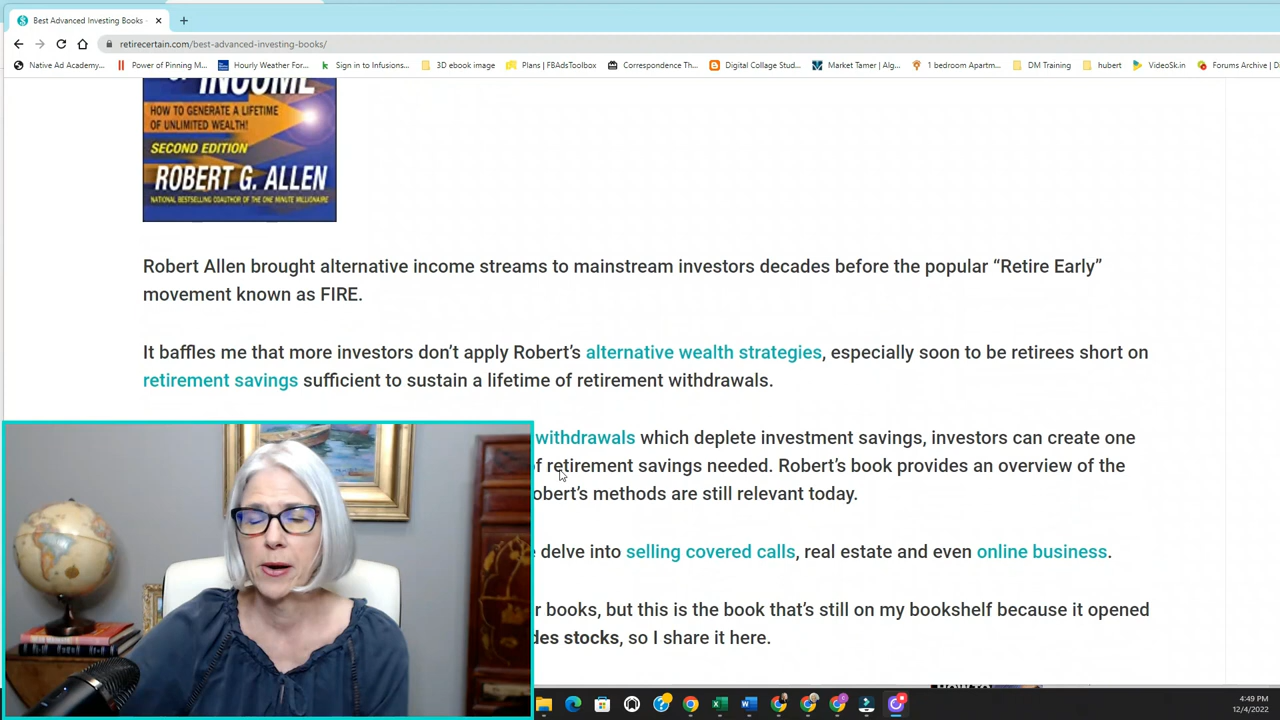 Best Advanced Investing Books -
retirecertain.com/best-advanced-investing-books/
Native Ad Academy...
Power of Pinning M...
Hourly Weather For...
Sign in to Infusions...
3D ebook image
Plans | FBAdsToolbox
Correspondence Th...
Digital Collage Stud...
Market Tamer | Alg...
1 bedroom Apartm...
DM Training
hubert
VideoSk.in
Forums Archive | D
INCOME
HOW TO GENERATE A LIFETIME
OF UNLIMITED WEALTH!
SECOND EDITION
ROBERT G. ALLEN
NATIONAL BESTSELLING COAUTHOR OF THE ONE MINUTE MILLIONAIRE
Robert Allen brought alternative income streams to mainstream investors decades before the popular “Retire Early”
movement known as FIRE.
It baffles me that more investors don’t apply Robert’s alternative wealth strategies, especially soon to be retirees short on
retirement savings sufficient to sustain a lifetime of retirement withdrawals.
withdrawals which deplete investment savings, investors can create one
of retirement savings needed. Robert’s book provides an overview of the
obert’s methods are still relevant today.
delve into selling covered calls, real estate and even online business.
r books, but this is the book that’s still on my bookshelf because it opened
des stocks, so I share it here.
4:49 PM
12/4/2022